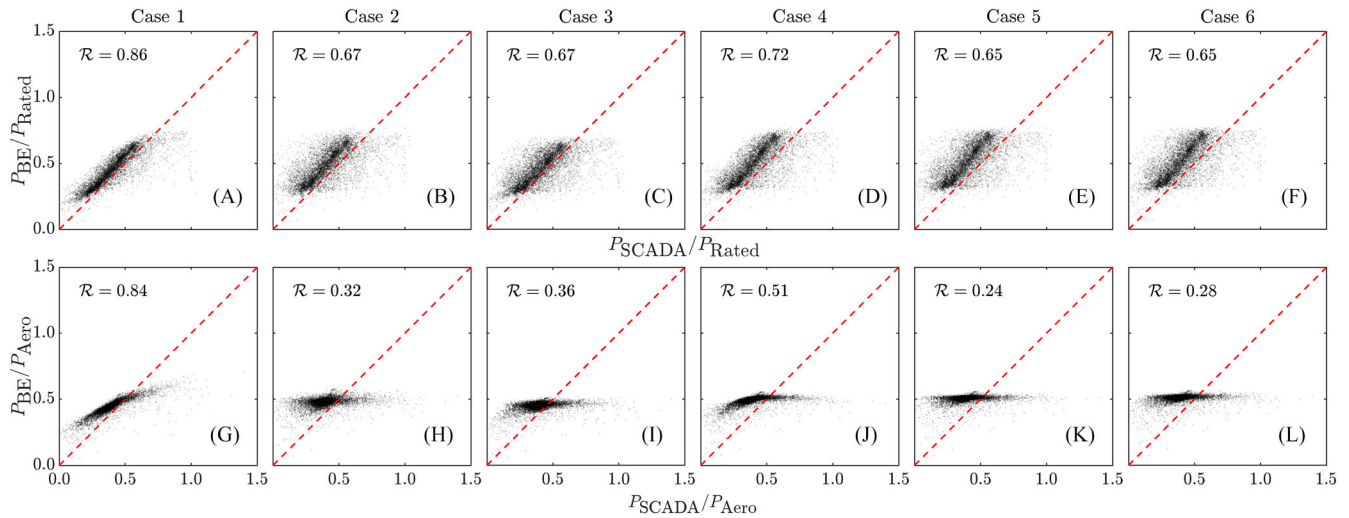 Case 1 Case 2 Case 3 Case 4 Case 5 Case 6
1.5
ℛ = 0.86 ℛ = 0.67 ℛ = 0.67 ℛ = 0.72 ℛ = 0.65 ℛ = 0.65
1.0
P_BE/P_Rated
0.5
(A) (B) (C) (D) (E) (F)
0.0
P_SCADA/P_Rated
1.5
ℛ = 0.84 ℛ = 0.32 ℛ = 0.36 ℛ = 0.51 ℛ = 0.24 ℛ = 0.28
1.0
P_BE/P_Aero
0.5
(G) (H) (I) (J) (K) (L)
0.0
0.0 0.5 1.0 1.5 0.5 1.0 1.5 0.5 1.0 1.5 0.5 1.0 1.5 0.5 1.0 1.5 0.5 1.0 1.5
P_SCADA/P_Aero